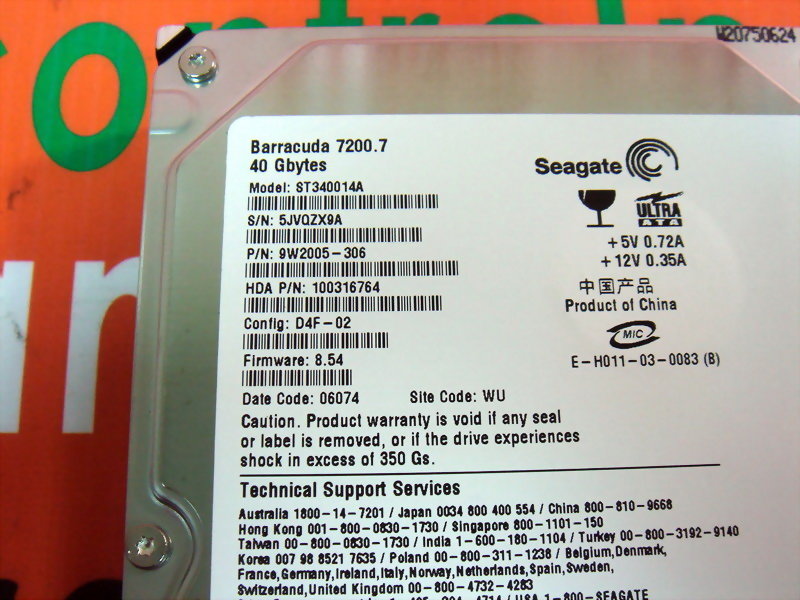 W20750624
Barracuda 7200.7
40 Gbytes
Model: ST340014A
S/N: 5JVQZX9A
P/N: 9W2005-306
HDA P/N: 100316764
Config: D4F-02
Firmware: 8.54
Date Code: 06074 Site Code: WU
Seagate
ULTRA
ATA
+5V 0.72A
+12V 0.35A
中国产品
Product of China
MIC
E-H011-03-0083 (B)
Caution. Product warranty is void if any seal
or label is removed, or if the drive experiences
shock in excess of 350 Gs.
Technical Support Services
Australia 1800-14-7201 / Japan 0034 800 400 554 / China 800-810-9668
Hong Kong 001-800-0830-1730 / Singapore 800-1101-150
Taiwan 00-800-0830-1730 / India 1-600-180-1104 / Turkey 00-800-3192-9140
Korea 007 98 8521 7635 / Poland 00-800-311-1238 / Belgium,Denmark,
France,Germany,Ireland,Italy,Norway,Netherlands,Spain,Sweden,
Switzerland,United Kingdom 00-800-4732-4283
/ USA 1-800-SEAGATE